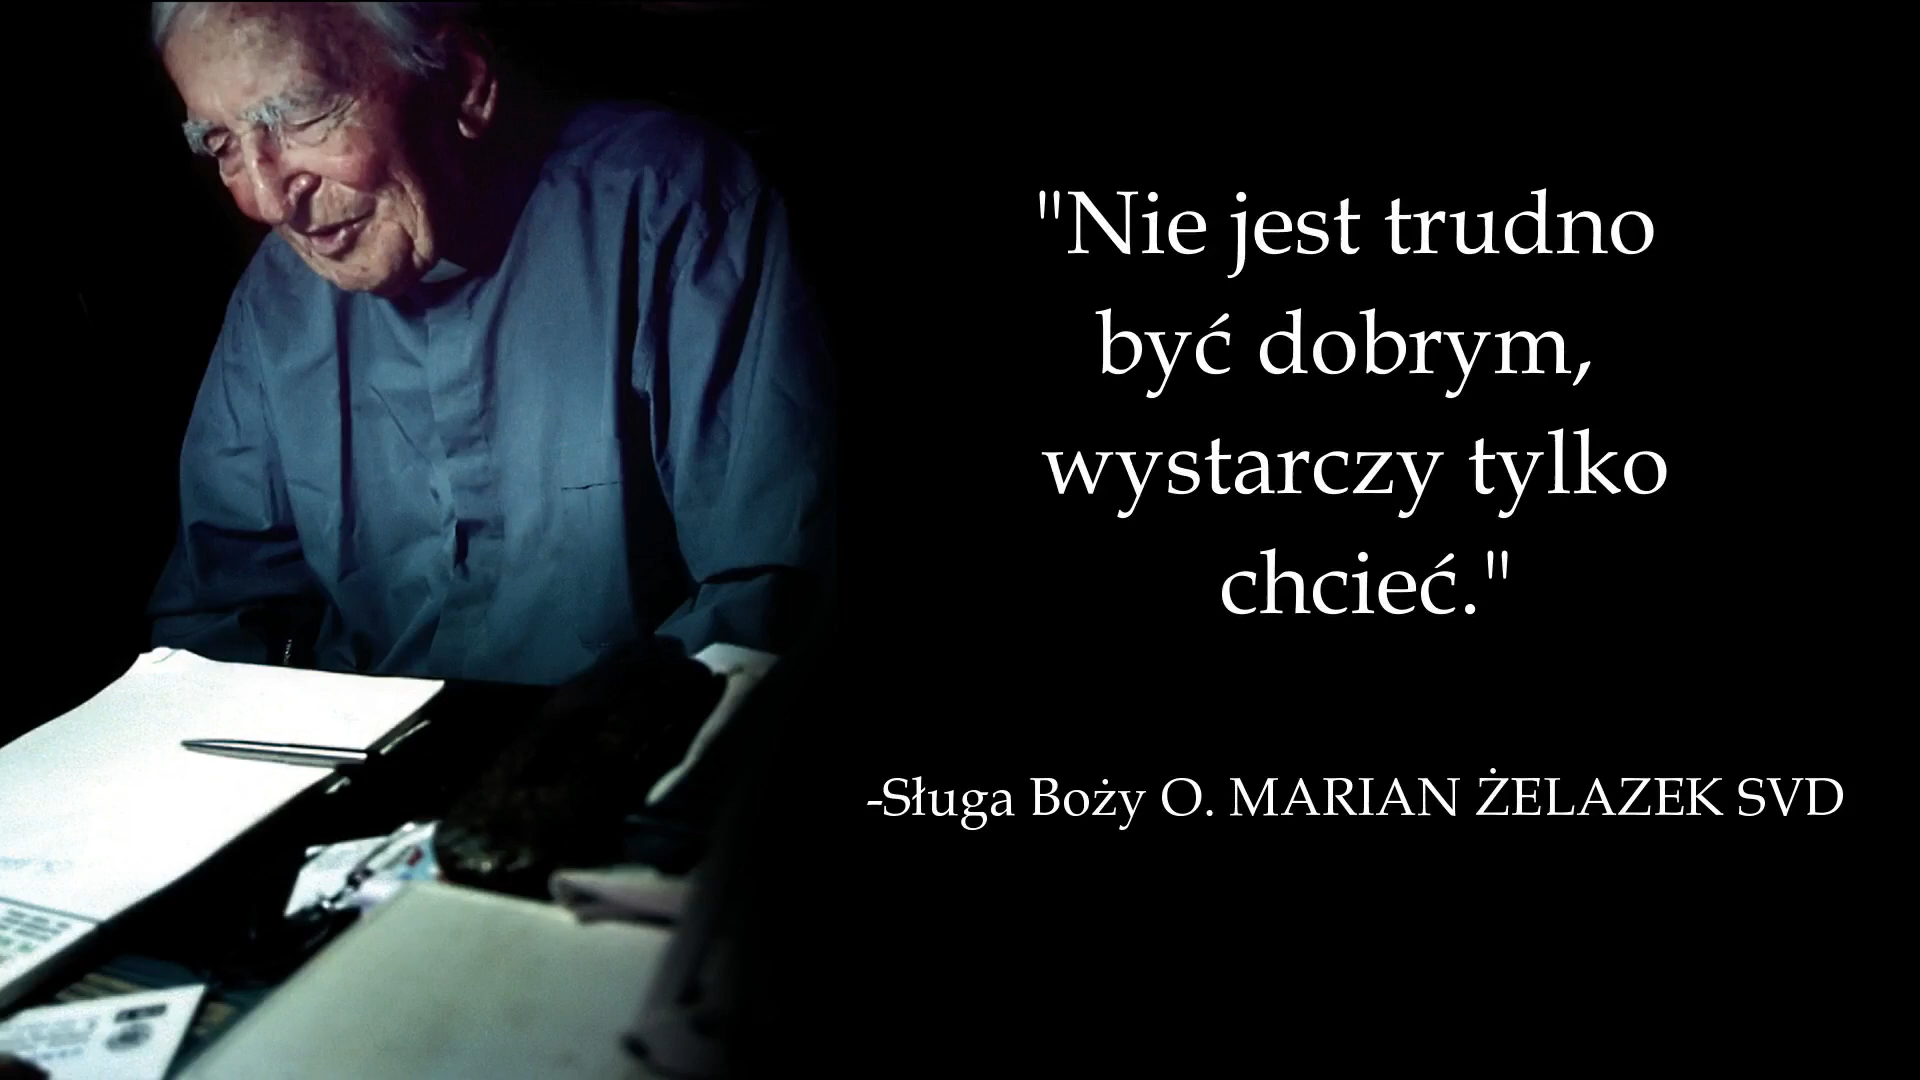 "Nie jest trudno
być dobrym,
wystarczy tylko
chcieć."
-Sługa Boży O. MARIAN ŻELAZEK SVD